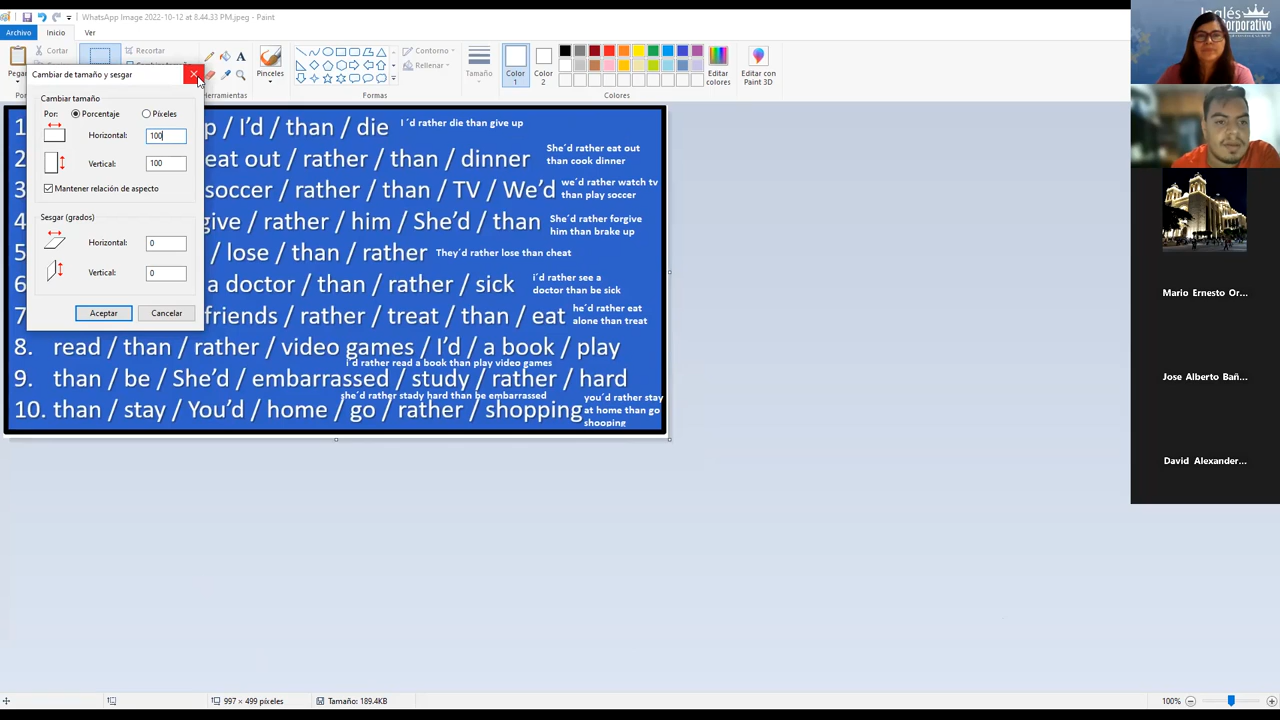 WhatsApp Image 2022-10-12 at 8.44.33 PM.jpeg - Paint
Archivo Inicio Ver
Cortar
Pegar
Recortar
Herramientas
Pinceles
Contorno
Rellenar
Formas
Tamaño
Color 1
Color 2
Colores
Editar colores
Editar con Paint 3D
Inglés
Corporativo
Cambiar de tamaño y sesgar
Cambiar tamaño
Por: Porcentaje Píxeles
Horizontal: 100
Vertical: 100
Mantener relación de aspecto
Sesgar (grados)
Horizontal: 0
Vertical: 0
Aceptar Cancelar
p / I'd / than / die I ´d rather die than give up
eat out / rather / than / dinner She´d rather eat out
than cook dinner
soccer / rather / than / TV / We'd we´d rather watch tv
than play soccer
give / rather / him / She'd / than She´d rather forgive
him than brake up
/ lose / than / rather They´d rather lose than cheat
a doctor / than / rather / sick i´d rather see a
doctor than be sick
friends / rather / treat / than / eat he´d rather eat
alone than treat
8. read / than / rather / video games / I'd / a book / play
i´d rather read a book than play video games
9. than / be / She'd / embarrassed / study / rather / hard
she´d rather stady hard than be embarrassed
10. than / stay / You'd / home / go / rather / shopping you'd rather stay
at home than go
shooping
Mario Ernesto Or...
Jose Alberto Bañ...
David Alexander...
997 × 499 píxeles
Tamaño: 189.4KB
100%